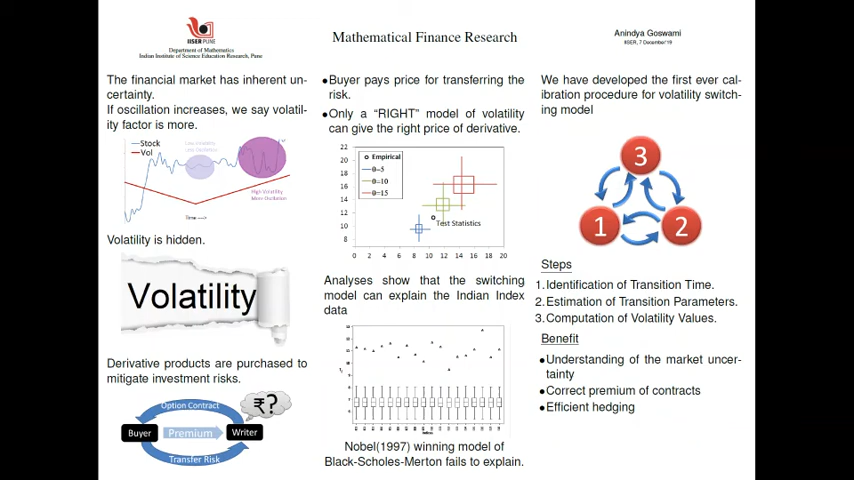 IISER PUNE
Department of Mathematics
Indian Institute of Science Education Research, Pune
Mathematical Finance Research
Anindya Goswami
IISER, 7 December'19
The financial market has inherent un-
certainty.
If oscillation increases, we say volatil-
ity factor is more.
Stock
Vol
Low Volatility
Less Oscillation
High Volatility
More Oscillation
Time --->
Volatility is hidden.
Volatility
Derivative products are purchased to
mitigate investment risks.
Option Contract
₹?
Buyer
Premium
Writer
Transfer Risk
●Buyer pays price for transferring the
risk.
●Only a “RIGHT” model of volatility
can give the right price of derivative.
22
20
18
16
14
12
10
8
Empirical
θ=5
θ=10
θ=15
Test Statistics
0 2 4 6 8 10 12 14 16 18 20
Analyses show that the switching
model can explain the Indian Index
data
Nobel(1997) winning model of
Black-Scholes-Merton fails to explain.
We have developed the first ever cal-
ibration procedure for volatility switch-
ing model
3
1
2
Steps
1.Identification of Transition Time.
2.Estimation of Transition Parameters.
3.Computation of Volatility Values.
Benefit
●Understanding of the market uncer-
tainty
●Correct premium of contracts
●Efficient hedging